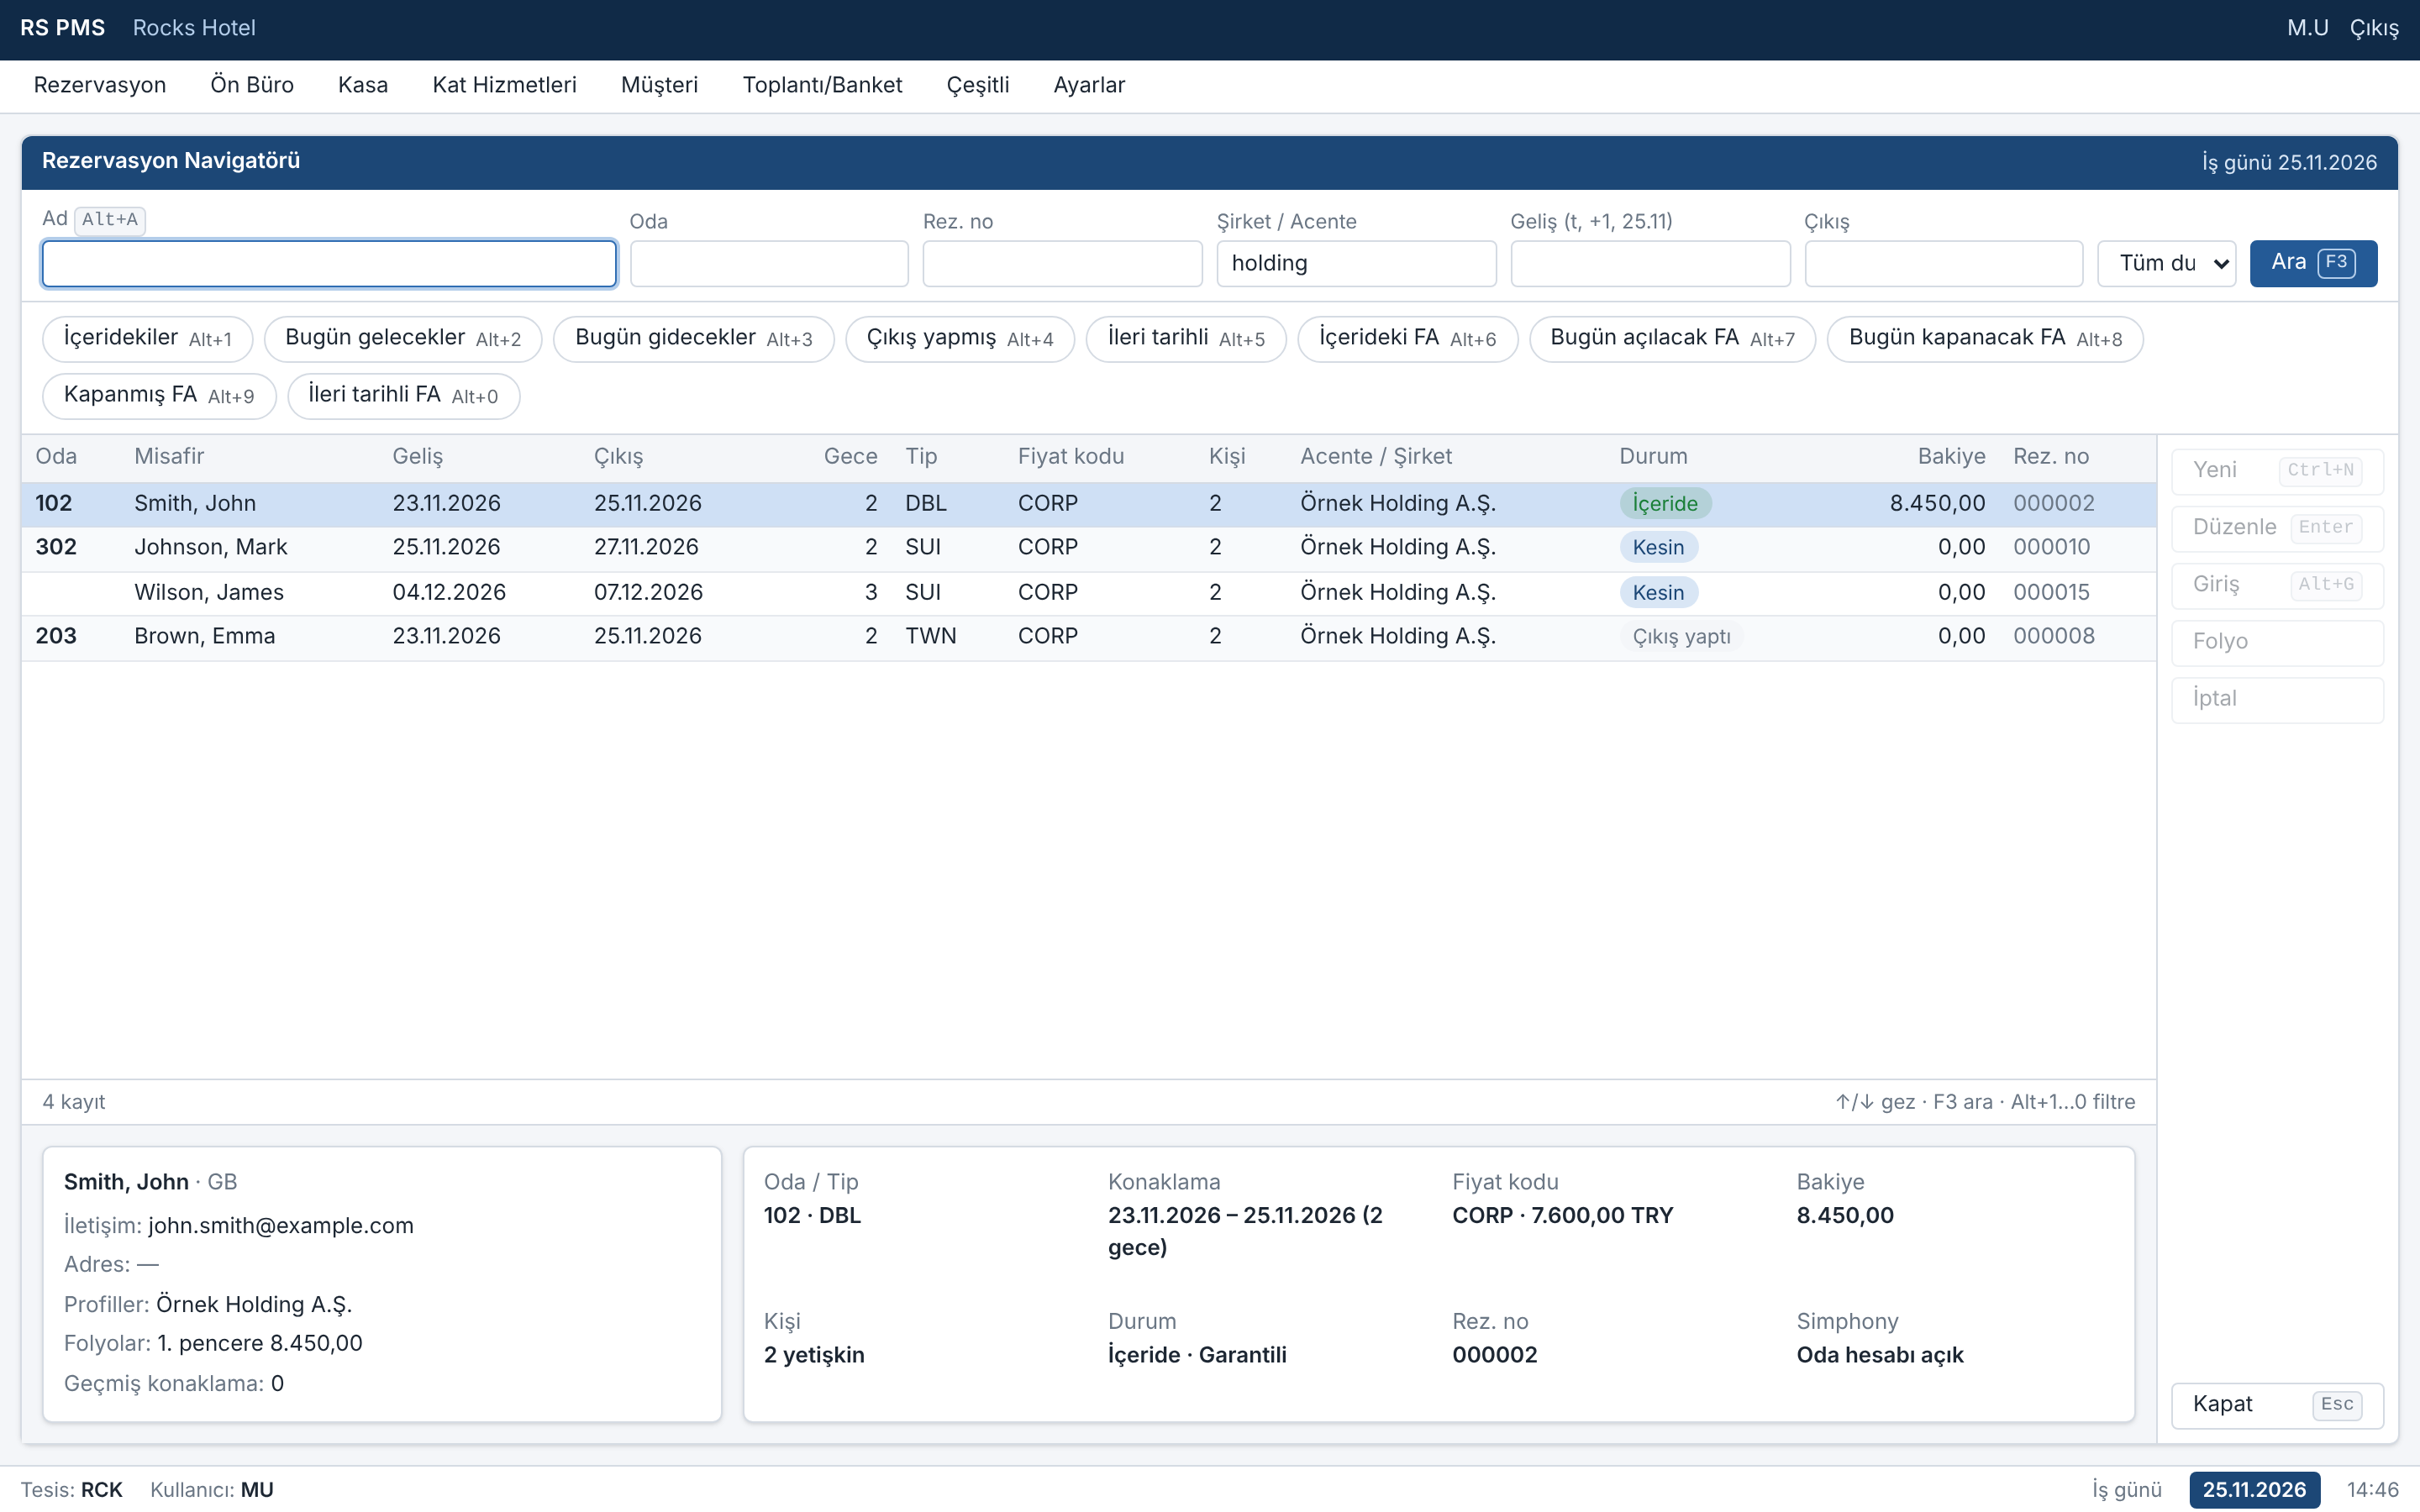 RS PMS Rocks Hotel M.U Çıkış
Rezervasyon Ön Büro Kasa Kat Hizmetleri Müşteri Toplantı/Banket Çeşitli Ayarlar
Rezervasyon Navigatörü İş günü 25.11.2026
Ad Alt+A Oda Rez. no Şirket / Acente Geliş (t, +1, 25.11) Çıkış
holding Tüm du Ara F3
İçeridekiler Alt+1 Bugün gelecekler Alt+2 Bugün gidecekler Alt+3 Çıkış yapmış Alt+4 İleri tarihli Alt+5 İçerideki FA Alt+6 Bugün açılacak FA Alt+7 Bugün kapanacak FA Alt+8
Kapanmış FA Alt+9 İleri tarihli FA Alt+0
Oda Misafir Geliş Çıkış Gece Tip Fiyat kodu Kişi Acente / Şirket Durum Bakiye Rez. no
102 Smith, John 23.11.2026 25.11.2026 2 DBL CORP 2 Örnek Holding A.Ş. İçeride 8.450,00 000002
302 Johnson, Mark 25.11.2026 27.11.2026 2 SUI CORP 2 Örnek Holding A.Ş. Kesin 0,00 000010
Wilson, James 04.12.2026 07.12.2026 3 SUI CORP 2 Örnek Holding A.Ş. Kesin 0,00 000015
203 Brown, Emma 23.11.2026 25.11.2026 2 TWN CORP 2 Örnek Holding A.Ş. Çıkış yaptı 0,00 000008
Yeni Ctrl+N
Düzenle Enter
Giriş Alt+G
Folyo
İptal
4 kayıt ↑/↓ gez · F3 ara · Alt+1…0 filtre
Smith, John · GB
İletişim: john.smith@example.com
Adres: —
Profiller: Örnek Holding A.Ş.
Folyolar: 1. pencere 8.450,00
Geçmiş konaklama: 0
Oda / Tip Konaklama Fiyat kodu Bakiye
102 · DBL 23.11.2026 – 25.11.2026 (2 CORP · 7.600,00 TRY 8.450,00
gece)
Kişi Durum Rez. no Simphony
2 yetişkin İçeride · Garantili 000002 Oda hesabı açık
Kapat Esc
Tesis: RCK Kullanıcı: MU İş günü 25.11.2026 14:46